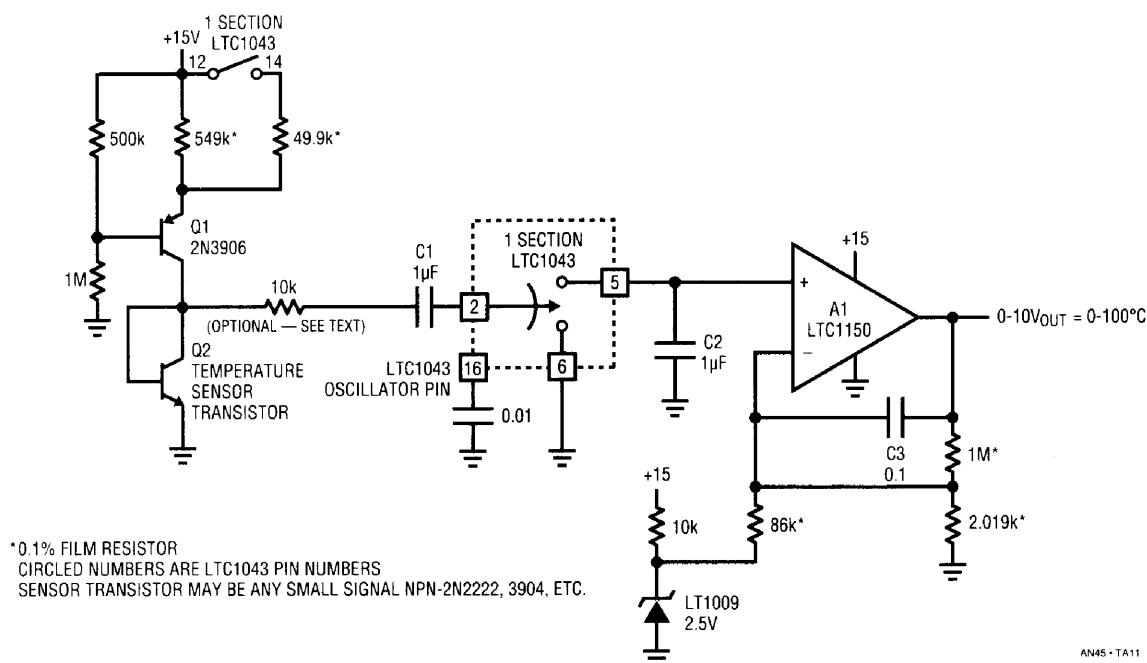 1 SECTION
LTC1043
+15V
12
14
500k
549k*
49.9k*
Q1
2N3906
1M
10k
(OPTIONAL — SEE TEXT)
C1
1µF
2
1 SECTION
LTC1043
5
16
6
LTC1043
OSCILLATOR PIN
0.01
Q2
TEMPERATURE
SENSOR
TRANSISTOR
C2
1µF
+15
+
A1
LTC1150
–
0-10VOUT = 0-100°C
C3
0.1
1M*
+15
10k
86k*
2.019k*
LT1009
2.5V
*0.1% FILM RESISTOR
CIRCLED NUMBERS ARE LTC1043 PIN NUMBERS
SENSOR TRANSISTOR MAY BE ANY SMALL SIGNAL NPN-2N2222, 3904, ETC.
AN45 • TA11